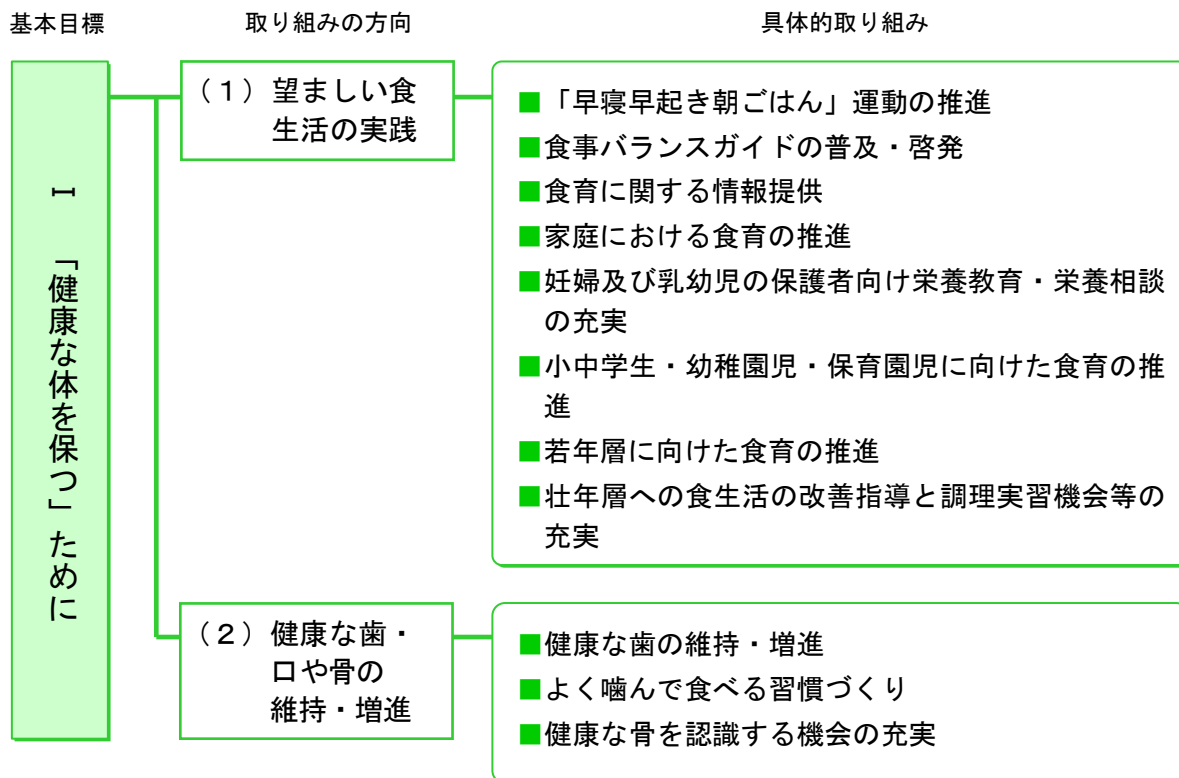 基本目標
取り組みの方向
具体的取り組み
Ⅰ 「健康な体を保つ」ために
（１）望ましい食
生活の実践
■「早寝早起き朝ごはん」運動の推進
■食事バランスガイドの普及・啓発
■食育に関する情報提供
■家庭における食育の推進
■妊婦及び乳幼児の保護者向け栄養教育・栄養相談
の充実
■小中学生・幼稚園児・保育園児に向けた食育の推
進
■若年層に向けた食育の推進
■壮年層への食生活の改善指導と調理実習機会等の
充実
（２）健康な歯・
口や骨の
維持・増進
■健康な歯の維持・増進
■よく噛んで食べる習慣づくり
■健康な骨を認識する機会の充実